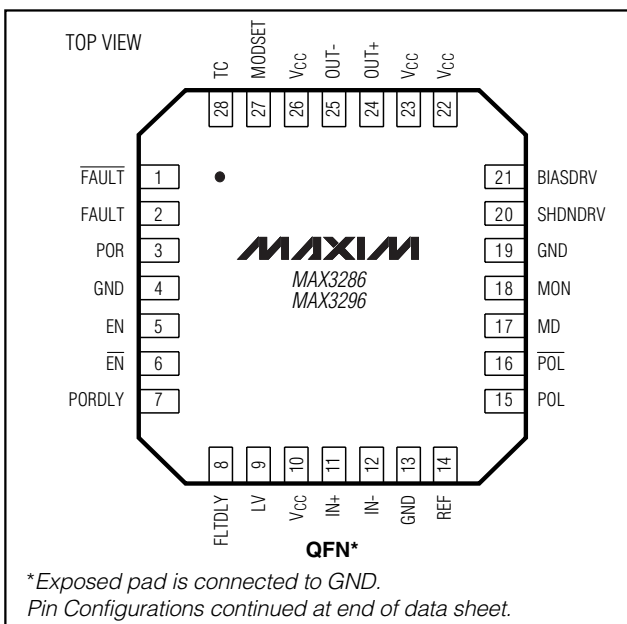 TOP VIEW
TC
MODSET
VCC
OUT-
OUT+
VCC
VCC
28 27 26 25 24 23 22
F̅A̅U̅L̅T̅ 1
FAULT 2
POR 3
GND 4
EN 5
E̅N̅ 6
PORDLY 7
MAXIM
MAX3286
MAX3296
21 BIASDRV
20 SHDNDRV
19 GND
18 MON
17 MD
16 P̅O̅L̅
15 POL
8 9 10 11 12 13 14
FLTDLY
LV
VCC
IN+
IN-
GND
REF
QFN*
*Exposed pad is connected to GND.
Pin Configurations continued at end of data sheet.